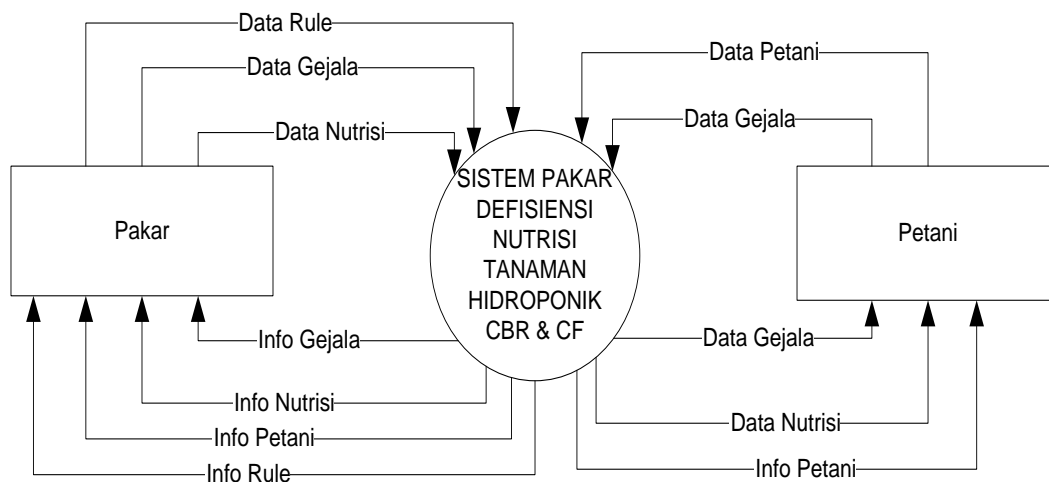 Data Rule
Data Gejala
Data Nutrisi
Pakar
Info Gejala
Info Nutrisi
Info Petani
Info Rule
SISTEM PAKAR
DEFISIENSI
NUTRISI
TANAMAN
HIDROPONIK
CBR & CF
Data Petani
Data Gejala
Petani
Data Gejala
Data Nutrisi
Info Petani